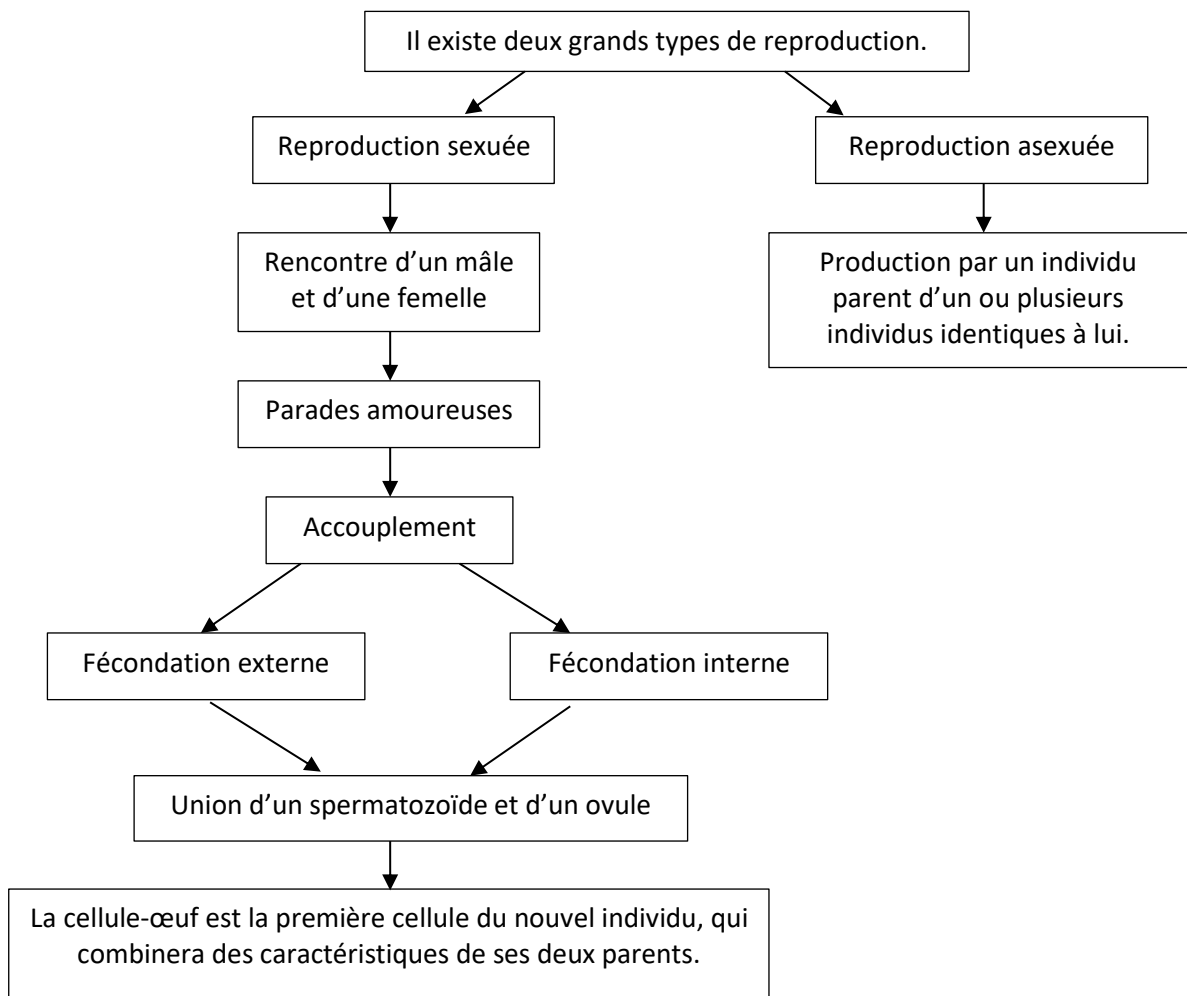 Il existe deux grands types de reproduction.
Reproduction sexuée
Reproduction asexuée
Rencontre d’un mâle
et d’une femelle
Production par un individu
parent d’un ou plusieurs
individus identiques à lui.
Parades amoureuses
Accouplement
Fécondation externe
Fécondation interne
Union d’un spermatozoïde et d’un ovule
La cellule-œuf est la première cellule du nouvel individu, qui
combinera des caractéristiques de ses deux parents.